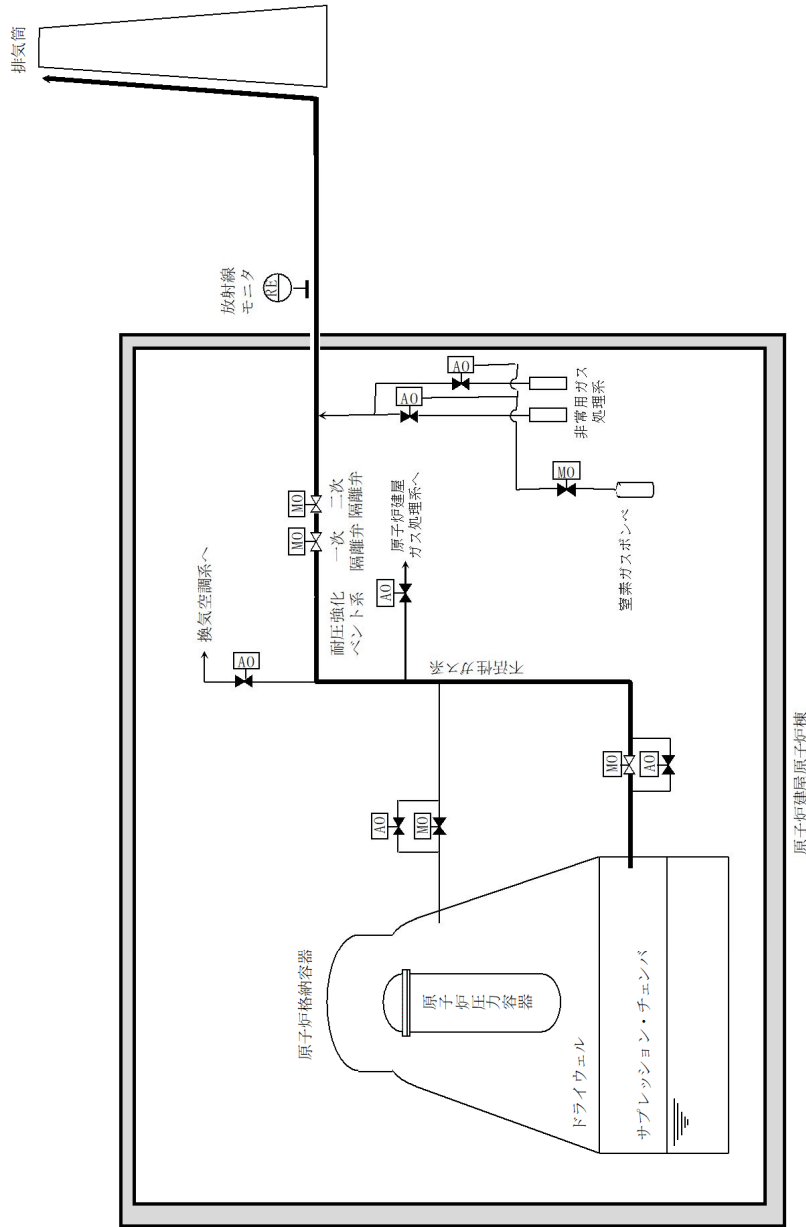 排気筒
放射線
モニタ
RE
換気空調系へ
AO
MO
MO
一次
隔離弁
二次
隔離弁
耐圧強化
ベント系
AO
原子炉建屋
ガス処理系へ
AO
AO
非常用ガス
処理系
MO
窒素ガスボンベ
不活性ガス系
AO
MO
MO
AO
原子炉格納容器
原子炉圧力容器
ドライウェル
サプレッション・チェンバ
原子炉建屋原子炉棟